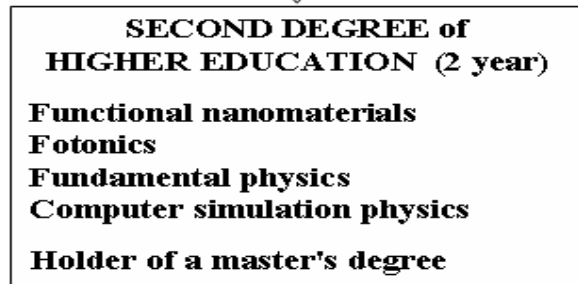 SECOND DEGREE of
HIGHER EDUCATION (2 year)
Functional nanomaterials
Fotonics
Fundamental physics
Computer simulation physics
Holder of a master's degree